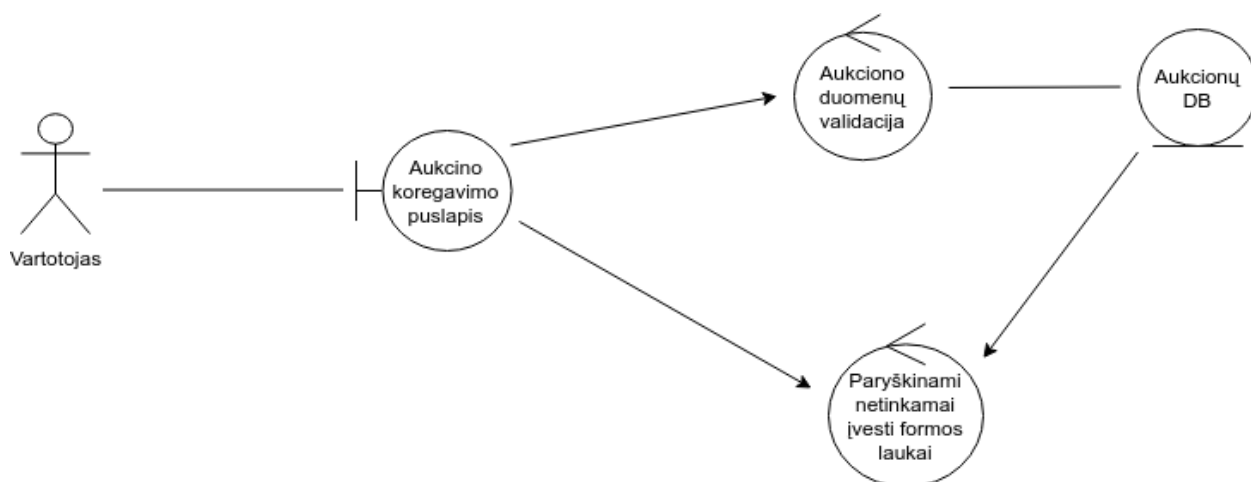 Vartotojas
Aukcino
koregavimo
puslapis
Aukciono
duomenų
validacija
Aukcionų
DB
Paryškinami
netinkamai
įvesti formos
laukai